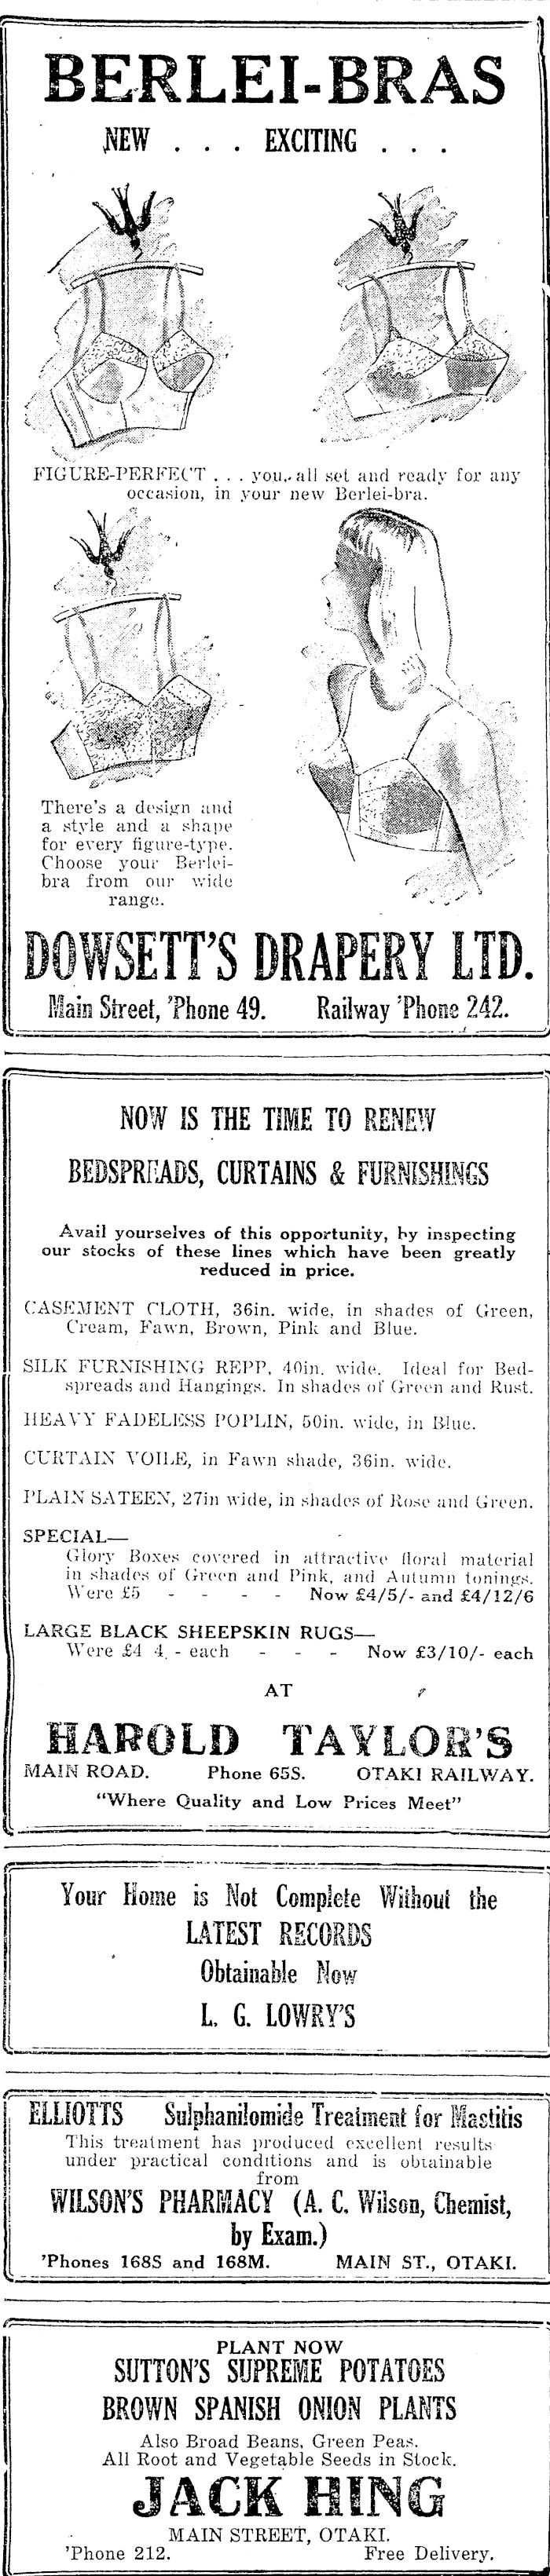 BERLEI-BRAS
NEW . . . EXCITING . . .
FIGURE-PERFECT . . . you, all set and ready for any
occasion, in your new Berlei-bra.
There's a design and
a style and a shape
for every figure-type.
Choose your Berlei-
bra from our wide
range.
DOWSETT'S DRAPERY LTD.
Main Street, 'Phone 49. Railway 'Phone 242.
NOW IS THE TIME TO RENEW
BEDSPREADS, CURTAINS & FURNISHINGS
Avail yourselves of this opportunity, by inspecting
our stocks of these lines which have been greatly
reduced in price.
CASEMENT CLOTH, 36in. wide, in shades of Green,
Cream, Fawn, Brown, Pink and Blue.
SILK FURNISHING REPP, 40in. wide. Ideal for Bed-
spreads and Hangings. In shades of Green and Rust.
HEAVY FADELESS POPLIN, 50in. wide, in Blue.
CURTAIN VOILE, in Fawn shade, 36in. wide.
PLAIN SATEEN, 27in wide, in shades of Rose and Green.
SPECIAL—
Glory Boxes covered in attractive floral material
in shades of Green and Pink, and Autumn tonings.
Were £5 - - - - Now £4/5/- and £4/12/6
LARGE BLACK SHEEPSKIN RUGS—
Were £4 4 - each - - - Now £3/10/- each
AT
HAROLD TAYLOR'S
MAIN ROAD. Phone 65S. OTAKI RAILWAY.
"Where Quality and Low Prices Meet"
Your Home is Not Complete Without the
LATEST RECORDS
Obtainable Now
L. G. LOWRY'S
ELLIOTTS Sulphanilomide Treatment for Mastitis
This treatment has produced excellent results
under practical conditions and is obtainable
from
WILSON'S PHARMACY (A. C. Wilson, Chemist,
by Exam.)
'Phones 168S and 168M. MAIN ST., OTAKI.
PLANT NOW
SUTTON'S SUPREME POTATOES
BROWN SPANISH ONION PLANTS
Also Broad Beans, Green Peas.
All Root and Vegetable Seeds in Stock.
JACK HING
MAIN STREET, OTAKI.
'Phone 212. Free Delivery.